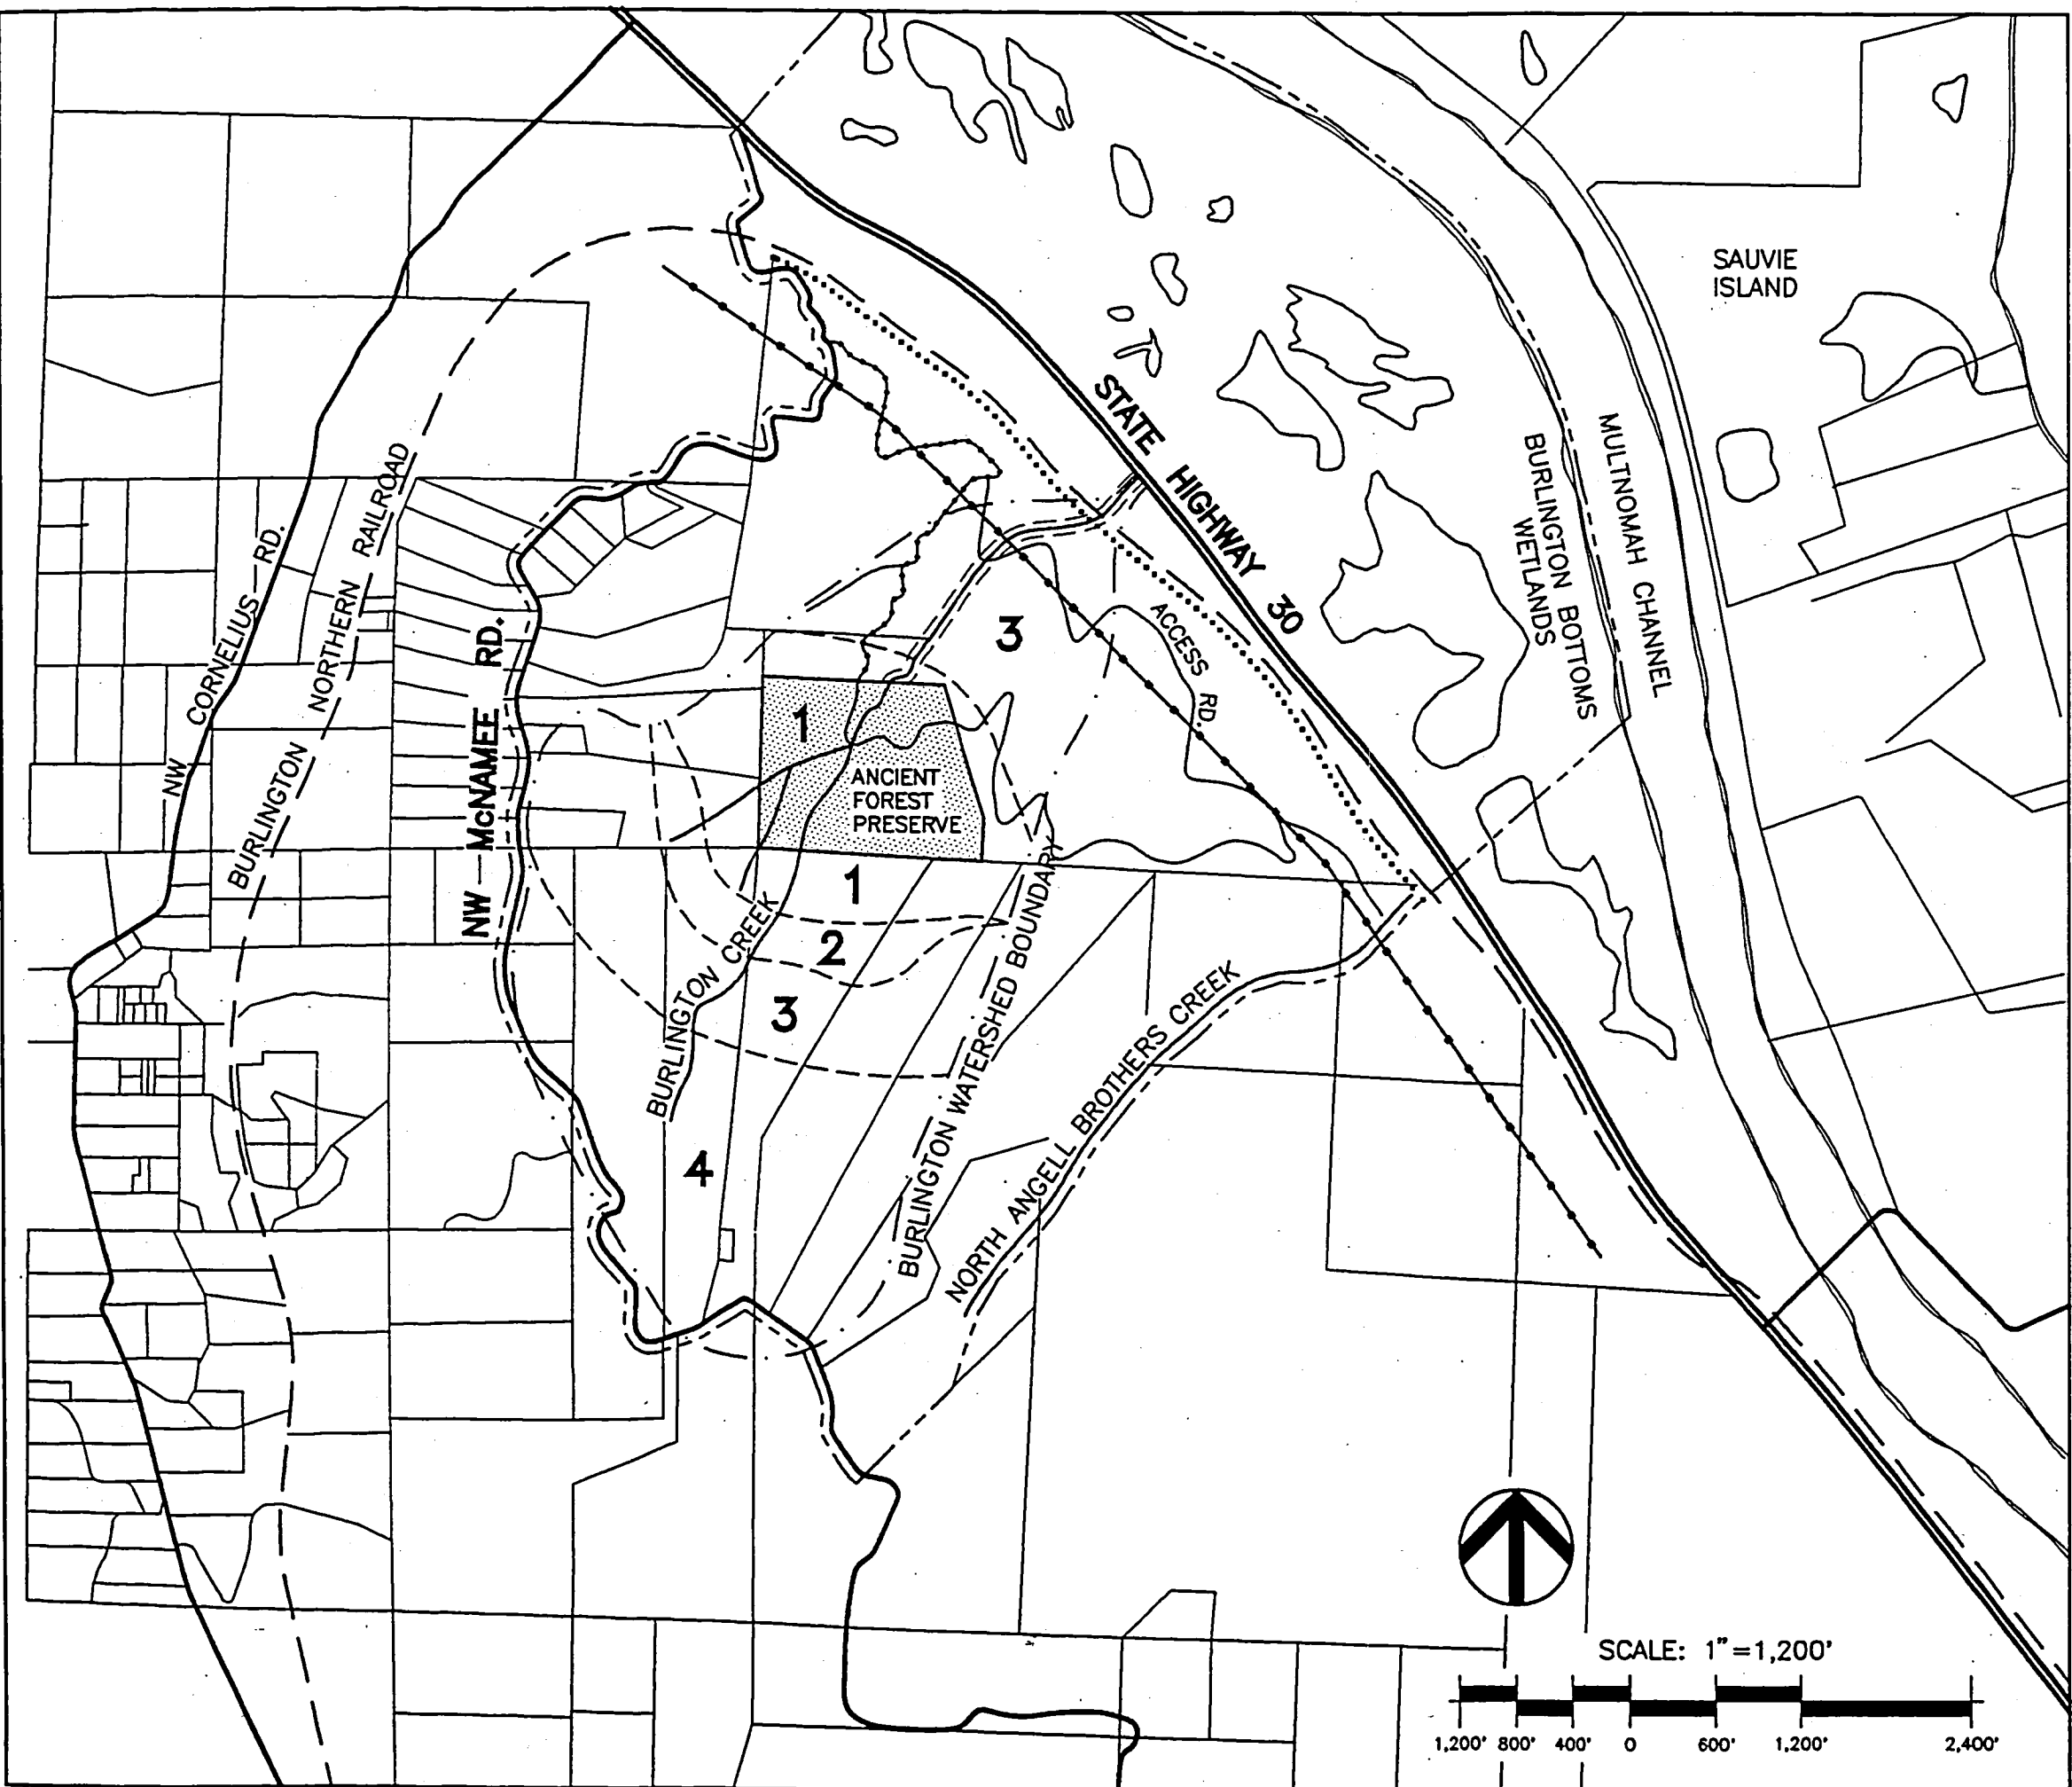 SAUVIE
ISLAND
STATE HIGHWAY 30
MULTNOMAH CHANNEL
BURLINGTON BOTTOMS
WETLANDS
NW CORNELIUS RD.
BURLINGTON NORTHERN RAILROAD
NW McNAMEE RD.
ACCESS RD.
3
1
ANCIENT
FOREST
PRESERVE
1
2
3
4
BURLINGTON CREEK
BURLINGTON WATERSHED BOUNDARY
NORTH ANGELL BROTHERS CREEK
SCALE: 1"=1,200'
1,200' 800' 400' 0 600' 1,200' 2,400'